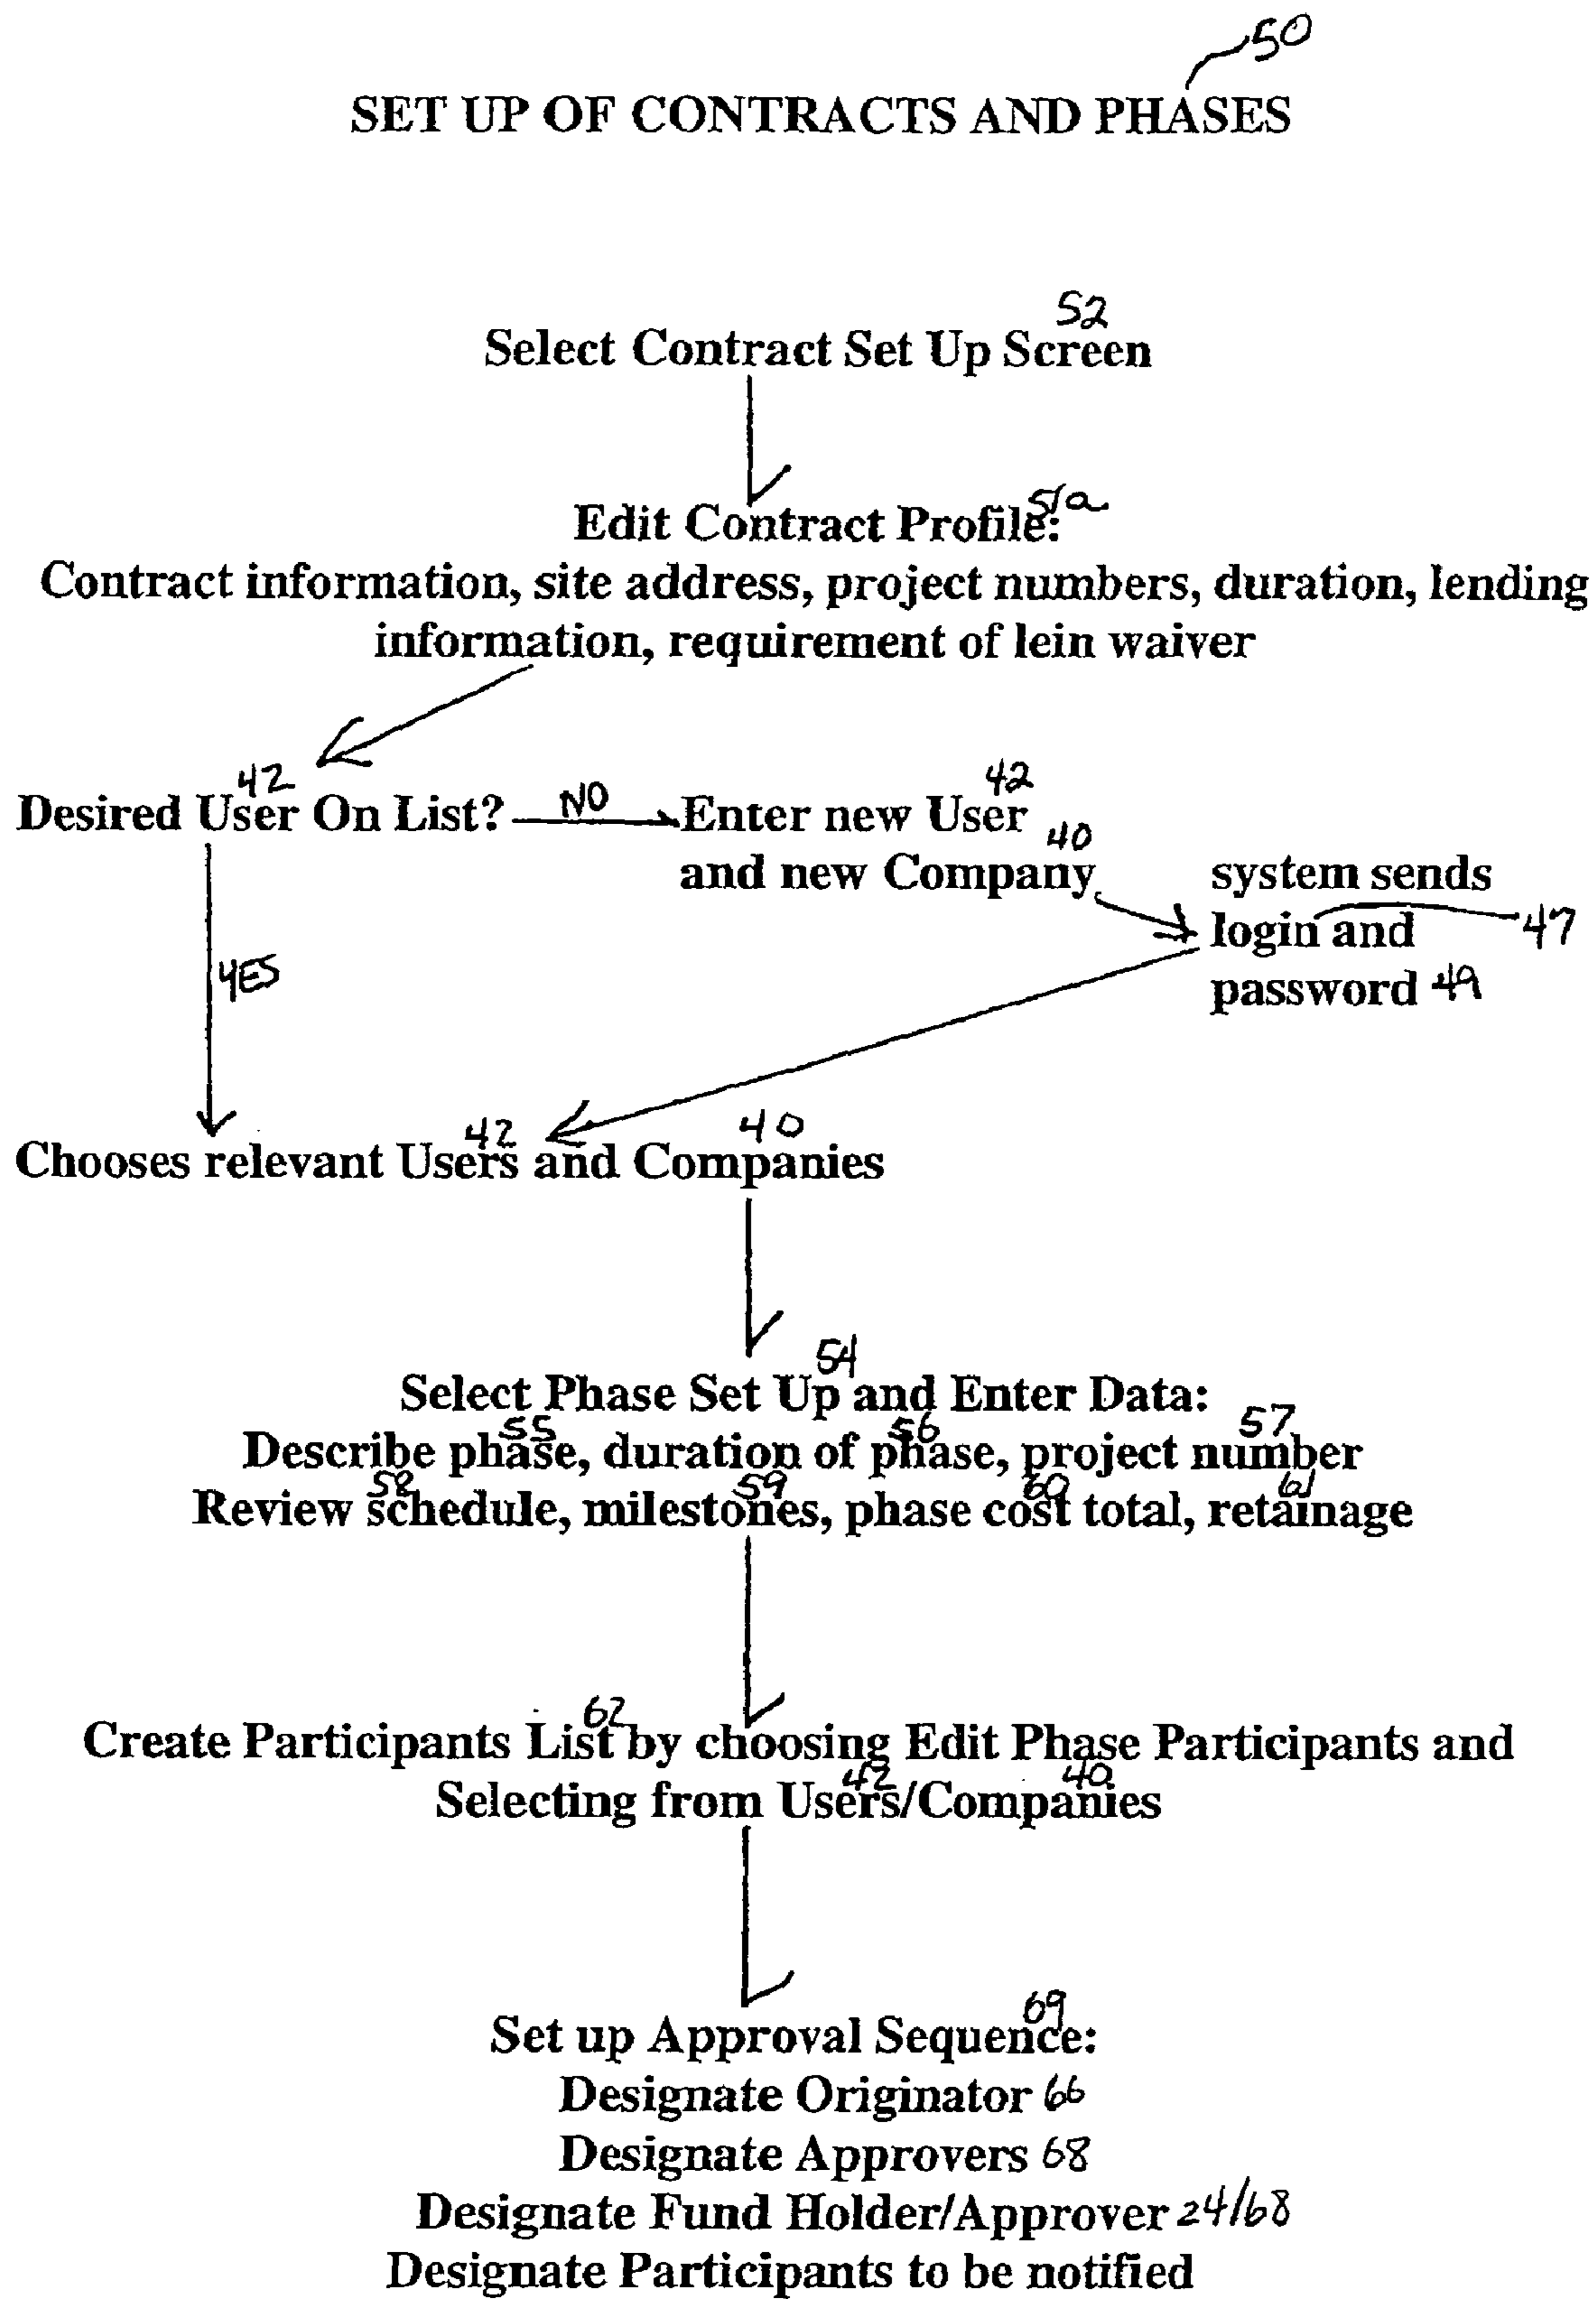 50
SET UP OF CONTRACTS AND PHASES
52
Select Contract Set Up Screen
51a
Edit Contract Profile:
Contract information, site address, project numbers, duration, lending
information, requirement of lein waiver
42
Desired User On List?
NO
42
Enter new User
40
and new Company
system sends
login and
47
password 49
YES
42 40
Chooses relevant Users and Companies
54
Select Phase Set Up and Enter Data:
55 56 57
Describe phase, duration of phase, project number
58 59 60 61
Review schedule, milestones, phase cost total, retainage
62
Create Participants List by choosing Edit Phase Participants and
42 40
Selecting from Users/Companies
69
Set up Approval Sequence:
Designate Originator 66
Designate Approvers 68
Designate Fund Holder/Approver 24/68
Designate Participants to be notified